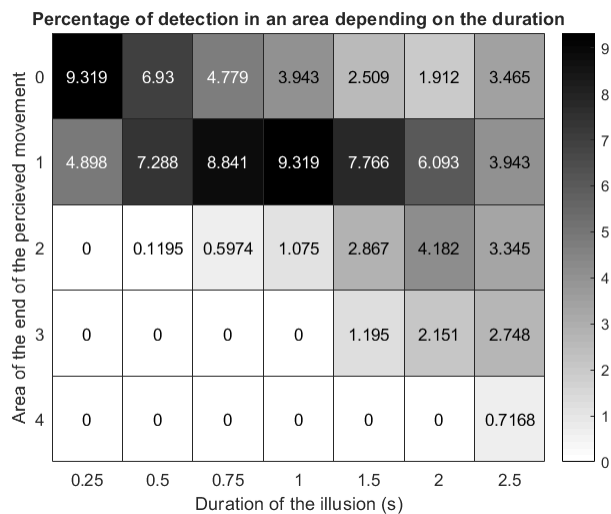 Percentage of detection in an area depending on the duration
Area of the end of the percieved movement
0 9.319 6.93 4.779 3.943 2.509 1.912 3.465
1 4.898 7.288 8.841 9.319 7.766 6.093 3.943
2 0 0.1195 0.5974 1.075 2.867 4.182 3.345
3 0 0 0 0 1.195 2.151 2.748
4 0 0 0 0 0 0 0.7168
0.25 0.5 0.75 1 1.5 2 2.5
Duration of the illusion (s)
9
8
7
6
5
4
3
2
1
0